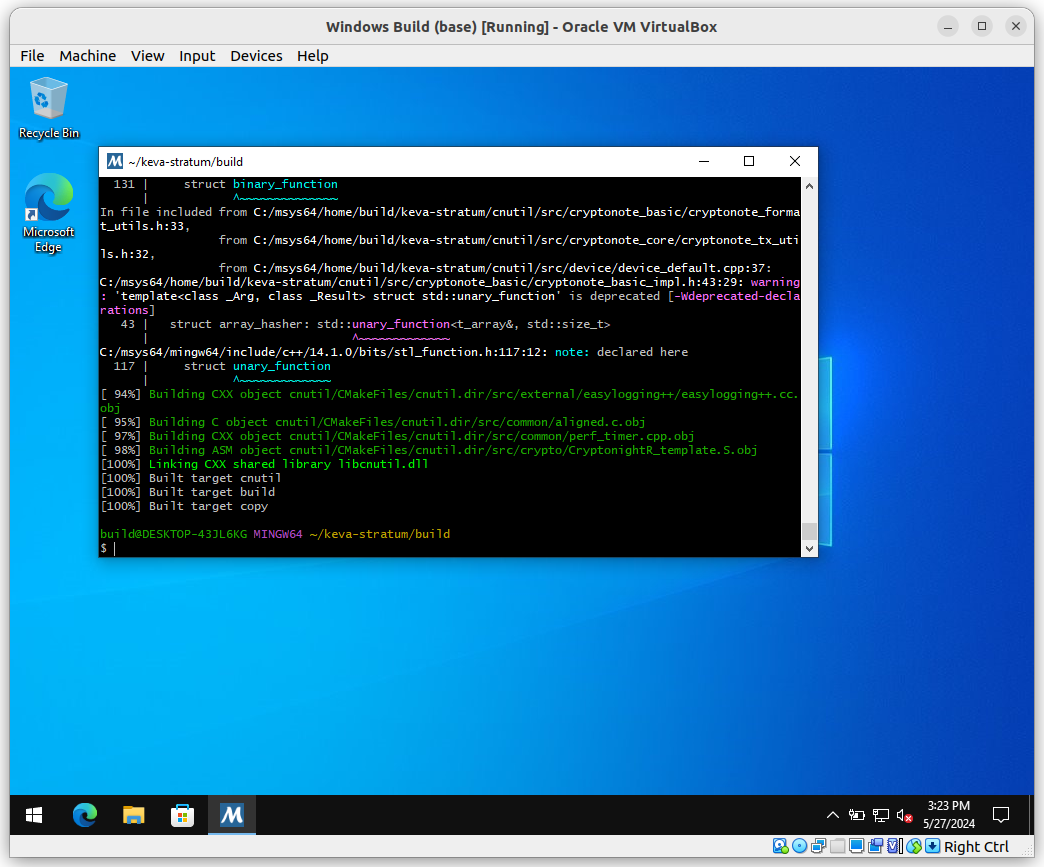 Windows Build (base) [Running] - Oracle VM VirtualBox
File Machine View Input Devices Help
Recycle Bin
Microsoft
Edge
~/keva-stratum/build
131 | struct binary_function
| ^~~~~~~~~~~~~~~
In file included from C:/msys64/home/build/keva-stratum/cnutil/src/cryptonote_basic/cryptonote_forma
t_utils.h:33,
from C:/msys64/home/build/keva-stratum/cnutil/src/cryptonote_core/cryptonote_tx_uti
ls.h:32,
from C:/msys64/home/build/keva-stratum/cnutil/src/device/device_default.cpp:37:
C:/msys64/home/build/keva-stratum/cnutil/src/cryptonote_basic/cryptonote_basic_impl.h:43:29: warning
: 'template<class _Arg, class _Result> struct std::unary_function' is deprecated [-Wdeprecated-decla
rations]
43 | struct array_hasher: std::unary_function<t_array&, std::size_t>
| ^~~~~~~~~~~~~~
C:/msys64/mingw64/include/c++/14.1.0/bits/stl_function.h:117:12: note: declared here
117 | struct unary_function
| ^~~~~~~~~~~~~~
[ 94%] Building CXX object cnutil/CMakeFiles/cnutil.dir/src/external/easylogging++/easylogging++.cc.
obj
[ 95%] Building C object cnutil/CMakeFiles/cnutil.dir/src/common/aligned.c.obj
[ 97%] Building CXX object cnutil/CMakeFiles/cnutil.dir/src/common/perf_timer.cpp.obj
[ 98%] Building ASM object cnutil/CMakeFiles/cnutil.dir/src/crypto/CryptonightR_template.S.obj
[100%] Linking CXX shared library libcnutil.dll
[100%] Built target cnutil
[100%] Built target build
[100%] Built target copy
build@DESKTOP-43JL6KG MINGW64 ~/keva-stratum/build
$
3:23 PM
5/27/2024
Right Ctrl